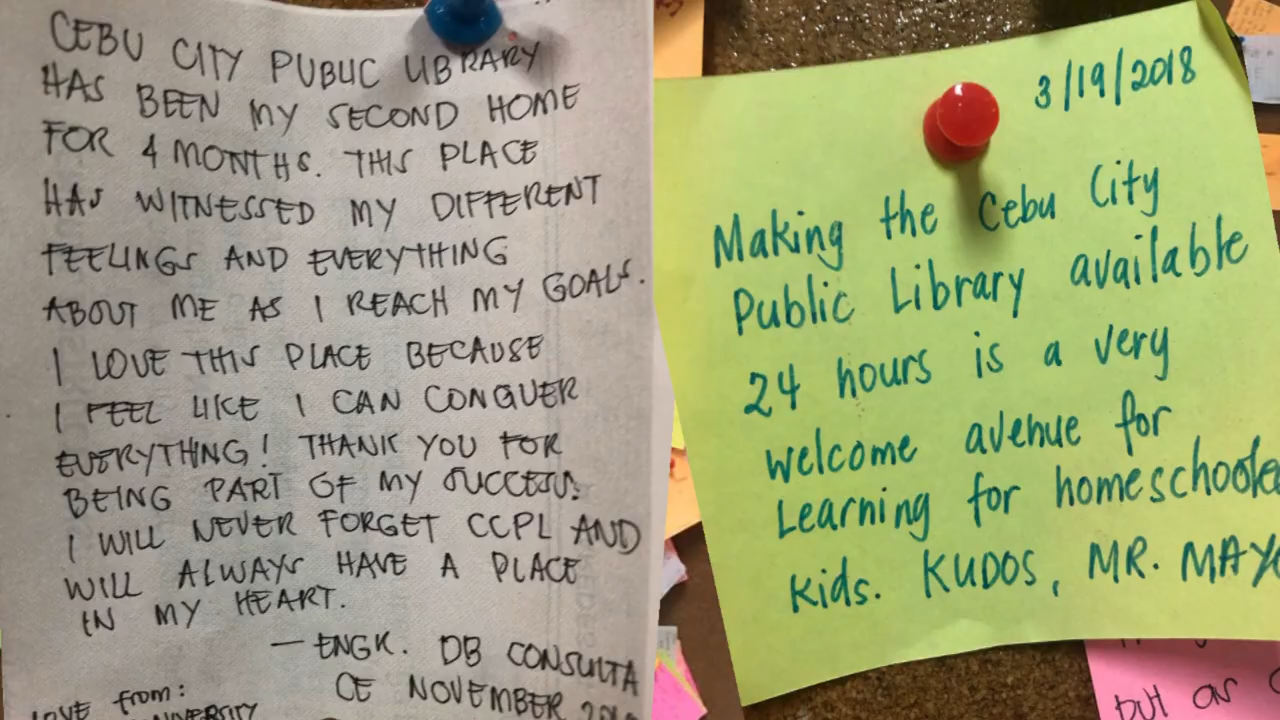 CEBU CITY PUBLIC LIBRARY
HAS BEEN MY SECOND HOME
FOR 4 MONTHS. THIS PLACE
HAS WITNESSED MY DIFFERENT
FEELINGS AND EVERYTHING
ABOUT ME AS I REACH MY GOALS.
I LOVE THIS PLACE BECAUSE
I FEEL LIKE I CAN CONQUER
EVERYTHING! THANK YOU FOR
BEING PART OF MY SUCCESS.
I WILL NEVER FORGET CCPL AND
WILL ALWAYS HAVE A PLACE
IN MY HEART.
— ENGR. DB CONSULTA
CE NOVEMBER
LOVE from:
3/19/2018
Making the Cebu City
Public Library available
24 hours is a very
welcome avenue for
Learning for homeschoole
kids. KUDOS, MR. MAYO
but as